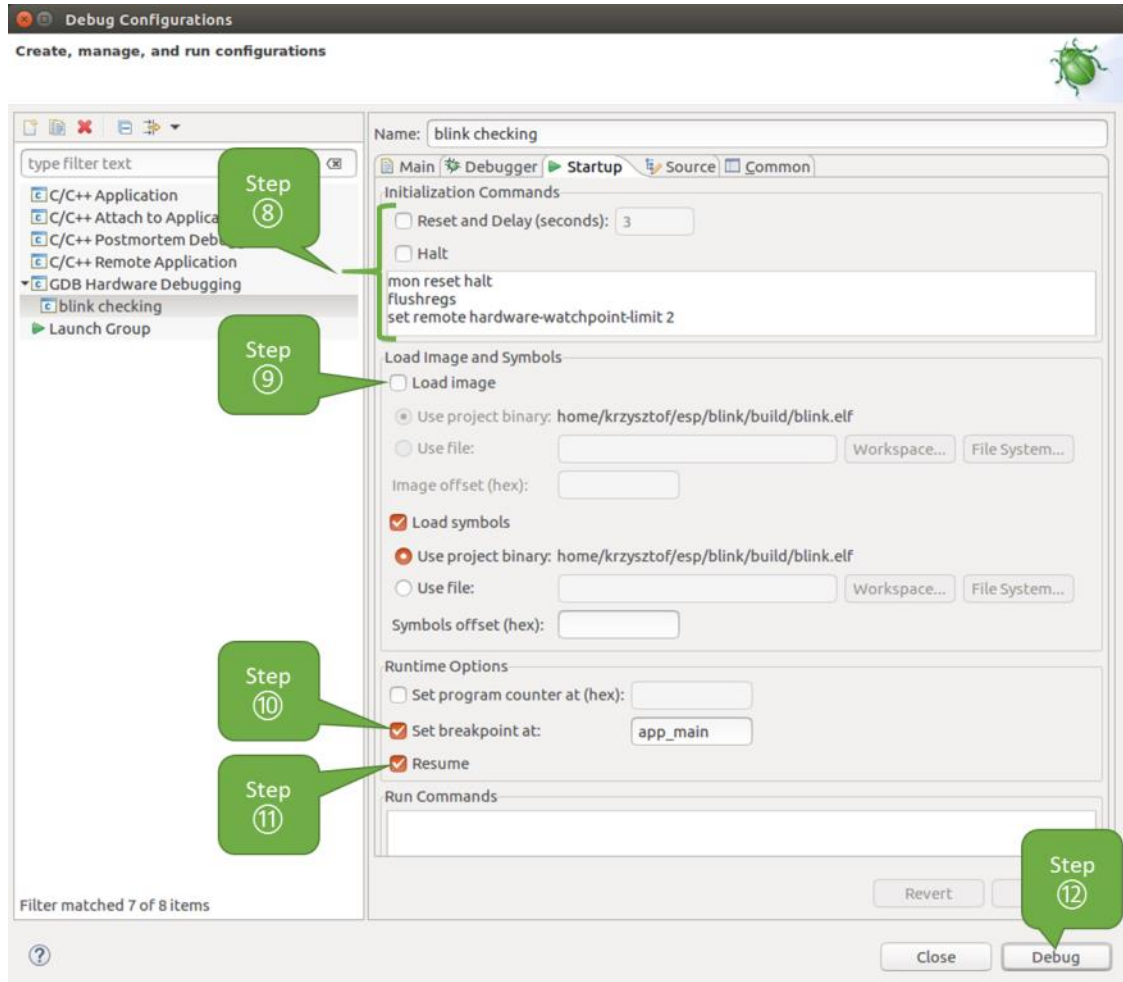 Debug Configurations
Create, manage, and run configurations
type filter text
C/C++ Application
C/C++ Attach to Applica
C/C++ Postmortem Deb
C/C++ Remote Application
GDB Hardware Debugging
blink checking
Launch Group
Filter matched 7 of 8 items
Name: blink checking
Main Debugger Startup Source Common
Initialization Commands
Reset and Delay (seconds): 3
Halt
mon reset halt
flushregs
set remote hardware-watchpoint-limit 2
Load Image and Symbols
Load image
Use project binary: home/krzysztof/esp/blink/build/blink.elf
Use file: Workspace... File System...
Image offset (hex):
Load symbols
Use project binary: home/krzysztof/esp/blink/build/blink.elf
Use file: Workspace... File System...
Symbols offset (hex):
Runtime Options
Set program counter at (hex):
Set breakpoint at: app_main
Resume
Run Commands
Revert
Close Debug
Step
⑧
Step
⑨
Step
⑩
Step
⑪
Step
⑫